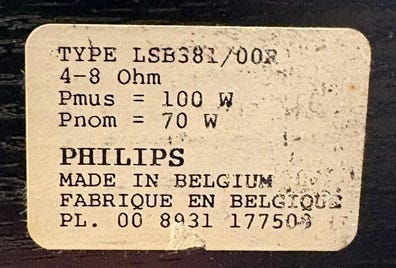 TYPE LSB381/00R
4-8 Ohm
Pmus = 100 W
Pnom = 70 W
PHILIPS
MADE IN BELGIUM
FABRIQUE EN BELGIQUE
PL. 00 8931 177503